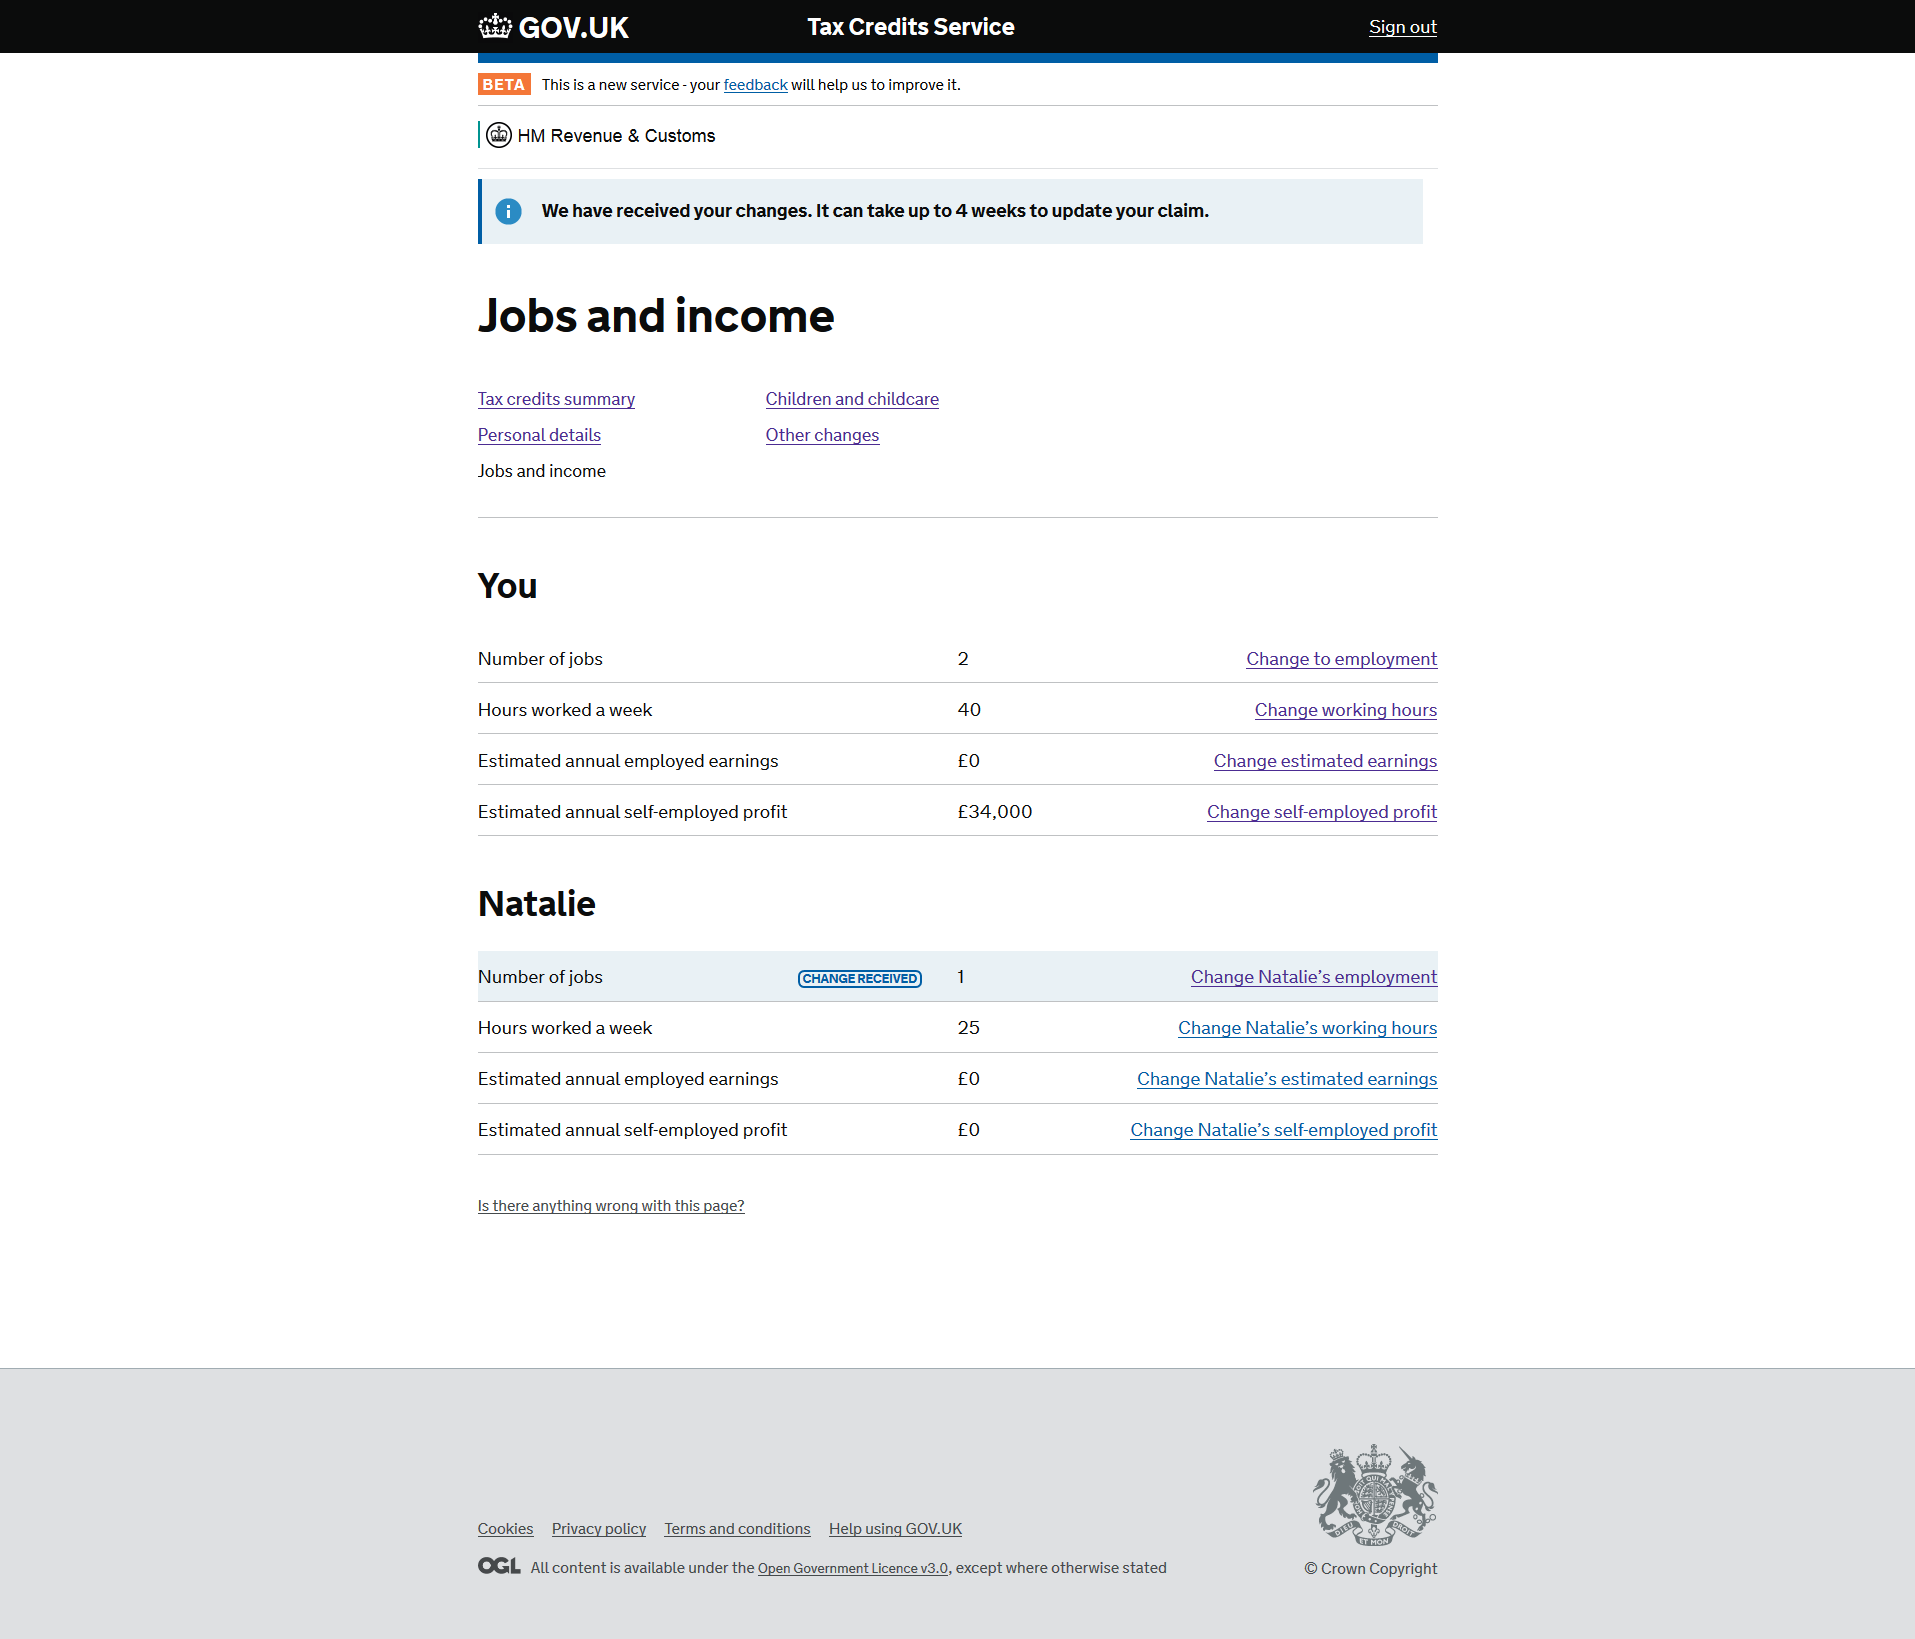 GOV.UK Tax Credits Service Sign out
BETA This is a new service - your feedback will help us to improve it.
HM Revenue & Customs
We have received your changes. It can take up to 4 weeks to update your claim.
Jobs and income
Tax credits summary Children and childcare
Personal details Other changes
Jobs and income
You
Number of jobs 2 Change to employment
Hours worked a week 40 Change working hours
Estimated annual employed earnings £0 Change estimated earnings
Estimated annual self-employed profit £34,000 Change self-employed profit
Natalie
Number of jobs CHANGE RECEIVED 1 Change Natalie’s employment
Hours worked a week 25 Change Natalie’s working hours
Estimated annual employed earnings £0 Change Natalie’s estimated earnings
Estimated annual self-employed profit £0 Change Natalie’s self-employed profit
Is there anything wrong with this page?
Cookies Privacy policy Terms and conditions Help using GOV.UK
OGL All content is available under the Open Government Licence v3.0, except where otherwise stated
DIEU ET MON DROIT
© Crown Copyright